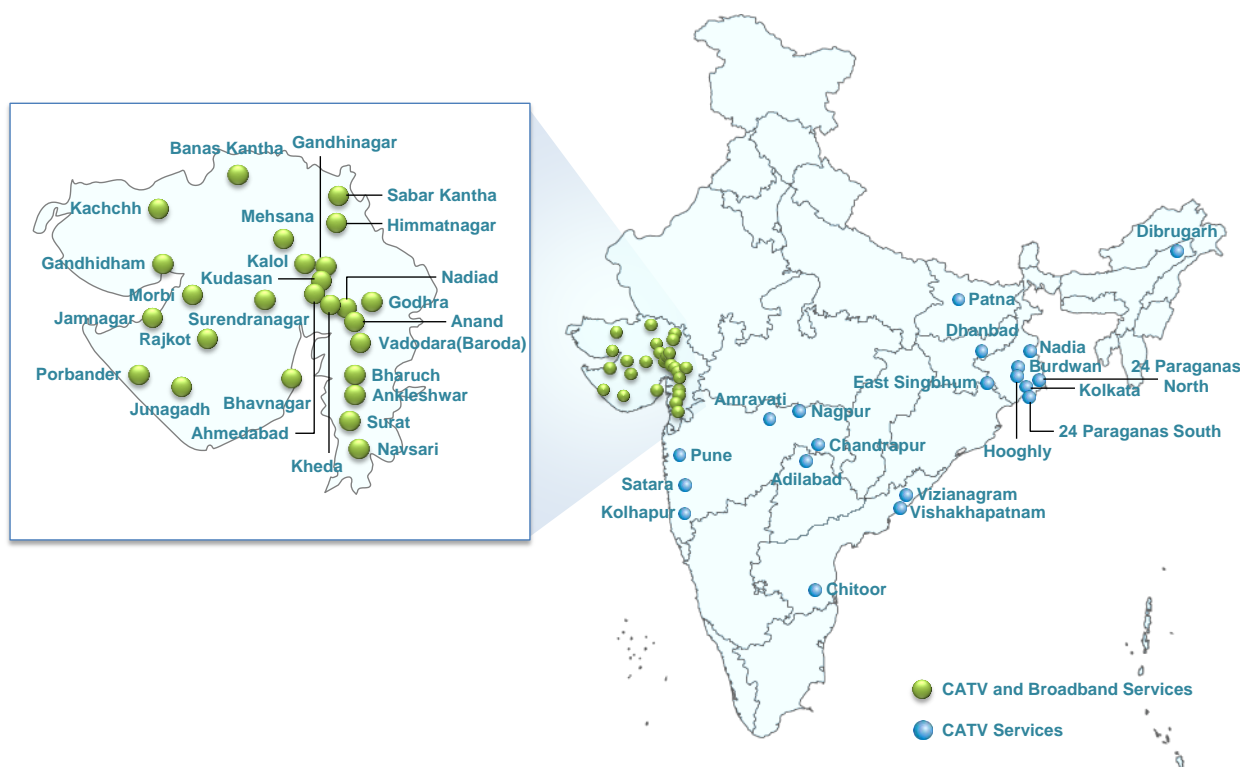 Banas Kantha
Gandhinagar
Sabar Kantha
Kachchh
Mehsana
Himmatnagar
Gandhidham
Kalol
Kudasan
Nadiad
Morbi
Godhra
Jamnagar
Surendranagar
Anand
Rajkot
Vadodara(Baroda)
Porbander
Bharuch
Junagadh
Bhavnagar
Ankleshwar
Ahmedabad
Surat
Kheda
Navsari
Dibrugarh
Patna
Dhanbad
Nadia
Burdwan
24 Paraganas
North
East Singbhum
Kolkata
Amravati
Nagpur
24 Paraganas South
Chandrapur
Hooghly
Pune
Adilabad
Satara
Vizianagram
Kolhapur
Vishakhapatnam
Chitoor
CATV and Broadband Services
CATV Services